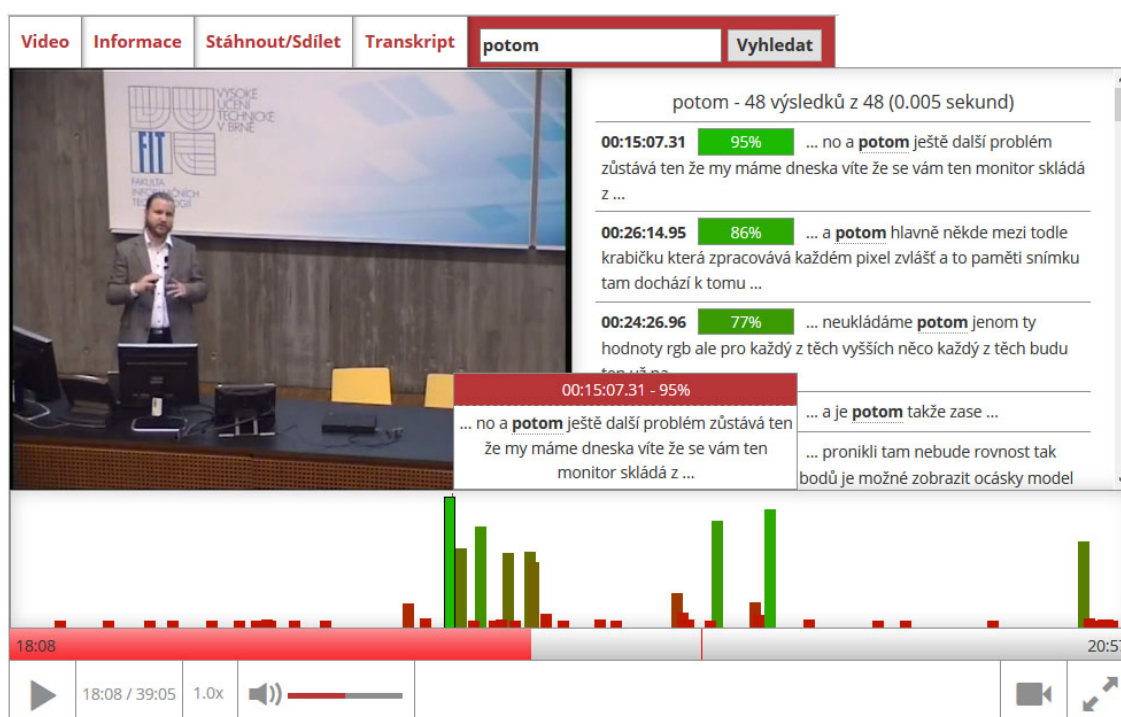 Video Informace Stáhnout/Sdílet Transkript potom Vyhledat
VYSOKÉ
UČENÍ
TECHNICKÉ
V BRNĚ
FIT
FAKULTA
INFORMAČNÍCH
TECHNOLOGIÍ
potom - 48 výsledků z 48 (0.005 sekund)
00:15:07.31 95% ... no a potom ještě další problém
zůstává ten že my máme dneska víte že se vám ten monitor skládá
z ...
00:26:14.95 86% ... a potom hlavně někde mezi todle
krabičku která zpracovává každém pixel zvlášť a to paměti snímku
tam dochází k tomu ...
00:24:26.96 77% ... neukládáme potom jenom ty
hodnoty rgb ale pro každý z těch vyšších něco každý z těch budu
ten už na
... a je potom takže zase ...
... pronikli tam nebude rovnost tak
bodů je možné zobrazit ocásky model
00:15:07.31 - 95%
... no a potom ještě další problém zůstává ten
že my máme dneska víte že se vám ten
monitor skládá z ...
18:08 20:57
18:08 / 39:05 1.0x